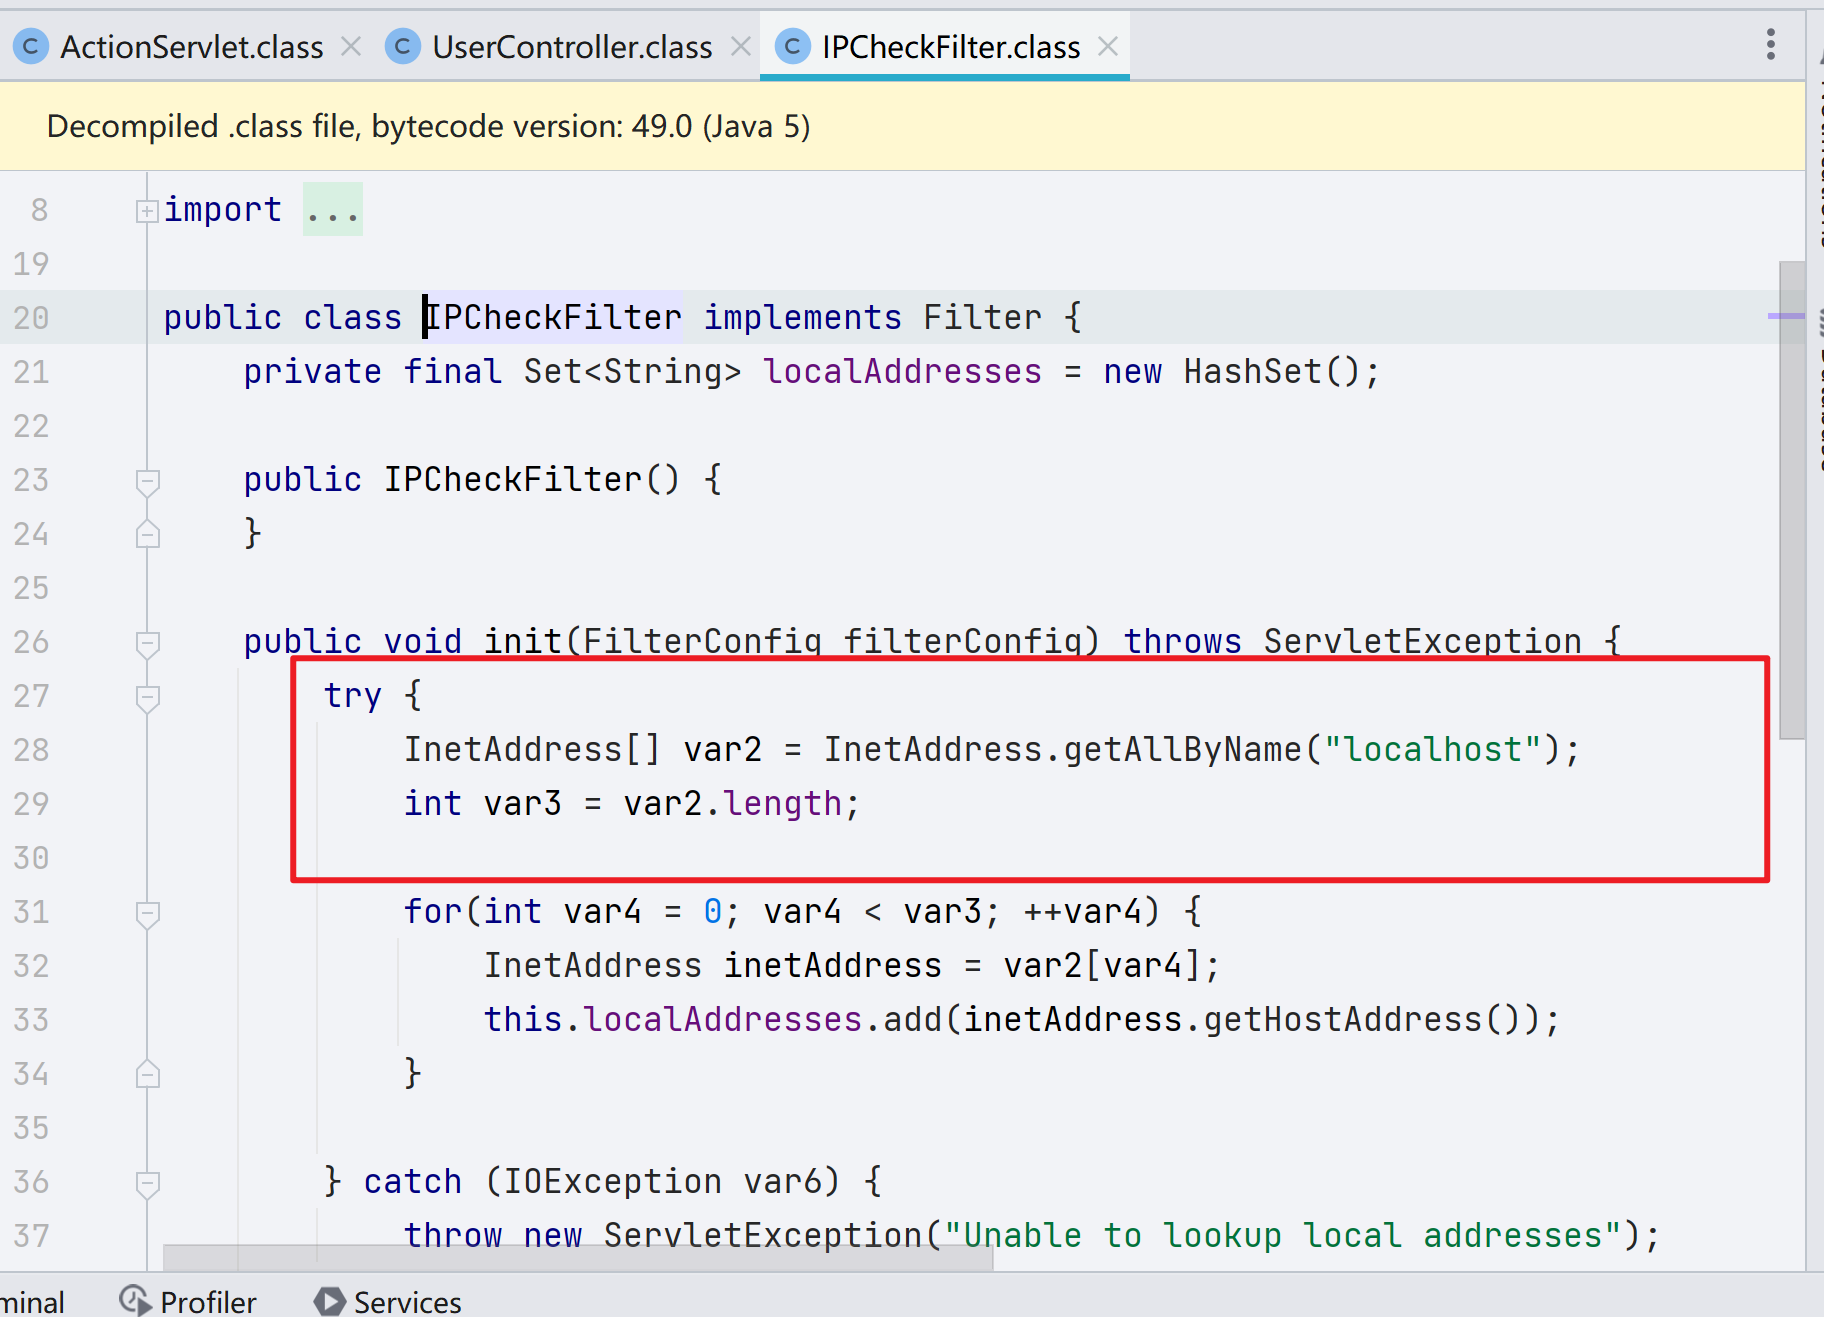 ActionServlet.class
UserController.class
IPCheckFilter.class
Decompiled .class file, bytecode version: 49.0 (Java 5)
8 import ...
19
20 public class IPCheckFilter implements Filter {
21     private final Set<String> localAddresses = new HashSet();
22
23     public IPCheckFilter() {
24     }
25
26     public void init(FilterConfig filterConfig) throws ServletException {
27         try {
28             InetAddress[] var2 = InetAddress.getAllByName("localhost");
29             int var3 = var2.length;
30
31             for(int var4 = 0; var4 < var3; ++var4) {
32                 InetAddress inetAddress = var2[var4];
33                 this.localAddresses.add(inetAddress.getHostAddress());
34             }
35
36         } catch (IOException var6) {
37             throw new ServletException("Unable to lookup local addresses");
minal
Profiler
Services